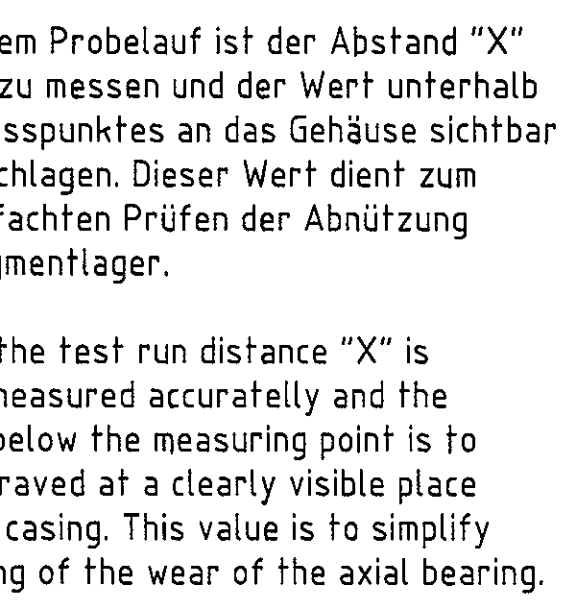 em Probelauf ist der Abstand "X"
zu messen und der Wert unterhalb
sspunktes an das Gehäuse sichtbar
chlagen. Dieser Wert dient zum
fachten Prüfen der Abnützung
gmentlager.
the test run distance "X" is
measured accuratelly and the
below the measuring point is to
raved at a clearly visible place
casing. This value is to simplify
ng of the wear of the axial bearing.